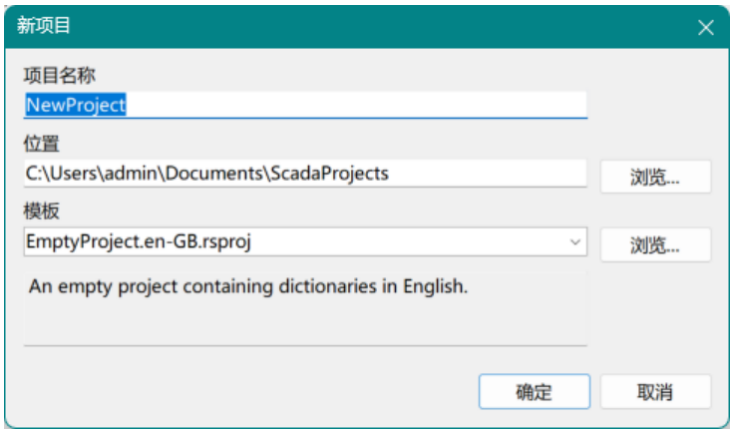 新项目
项目名称
NewProject
位置
C:\Users\admin\Documents\ScadaProjects
浏览...
模板
EmptyProject.en-GB.rsproj
浏览...
An empty project containing dictionaries in English.
确定
取消